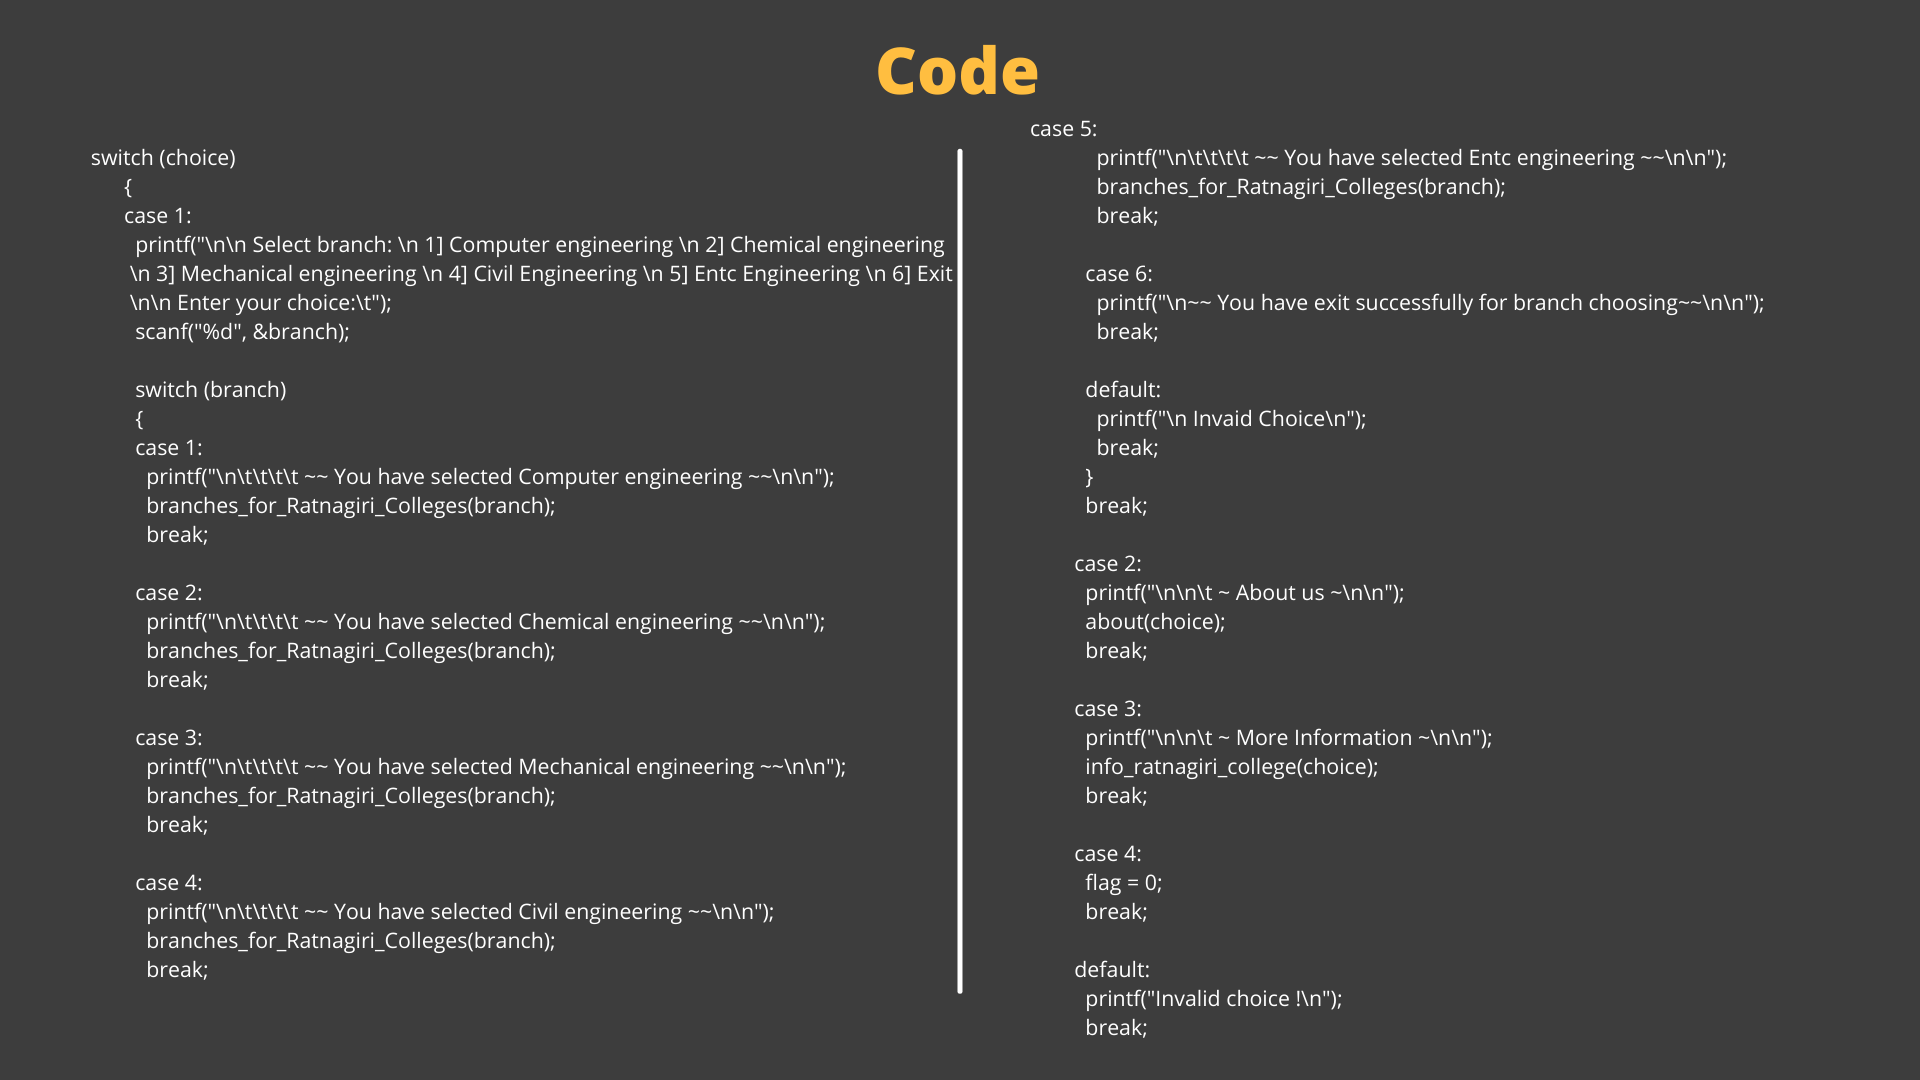 Code
switch (choice)
{
case 1:
printf("\n\n Select branch: \n 1] Computer engineering \n 2] Chemical engineering
\n 3] Mechanical engineering \n 4] Civil Engineering \n 5] Entc Engineering \n 6] Exit
\n\n Enter your choice:\t");
scanf("%d", &branch);
switch (branch)
{
case 1:
printf("\n\t\t\t\t ~~ You have selected Computer engineering ~~\n\n");
branches_for_Ratnagiri_Colleges(branch);
break;
case 2:
printf("\n\t\t\t\t ~~ You have selected Chemical engineering ~~\n\n");
branches_for_Ratnagiri_Colleges(branch);
break;
case 3:
printf("\n\t\t\t\t ~~ You have selected Mechanical engineering ~~\n\n");
branches_for_Ratnagiri_Colleges(branch);
break;
case 4:
printf("\n\t\t\t\t ~~ You have selected Civil engineering ~~\n\n");
branches_for_Ratnagiri_Colleges(branch);
break;
case 5:
printf("\n\t\t\t\t ~~ You have selected Entc engineering ~~\n\n");
branches_for_Ratnagiri_Colleges(branch);
break;
case 6:
printf("\n~~ You have exit successfully for branch choosing~~\n\n");
break;
default:
printf("\n Invaid Choice\n");
break;
}
break;
case 2:
printf("\n\n\t ~ About us ~\n\n");
about(choice);
break;
case 3:
printf("\n\n\t ~ More Information ~\n\n");
info_ratnagiri_college(choice);
break;
case 4:
flag = 0;
break;
default:
printf("Invalid choice !\n");
break;